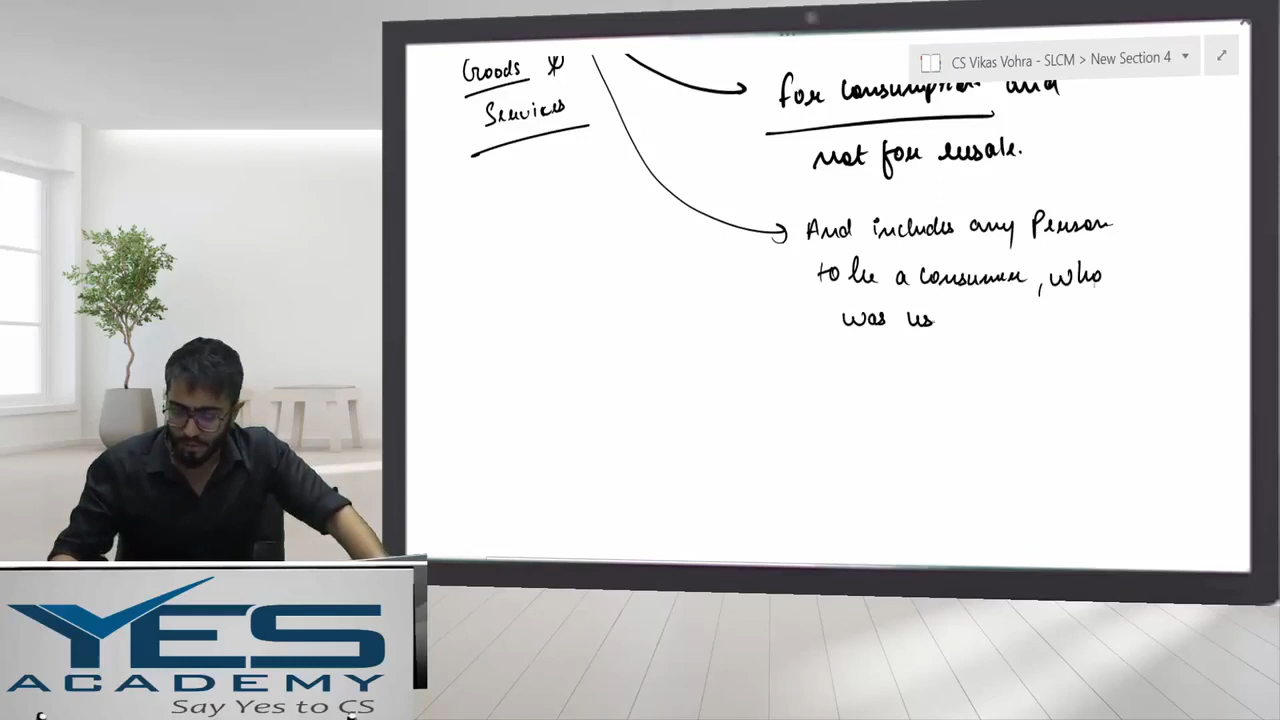 CS Vikas Vohra - SLCM > New Section 4
Goods &
Services
for consumption and
not for resale.
And includes any Person
to be a consumer, who
was us
YES
ACADEMY
Say Yes to CS